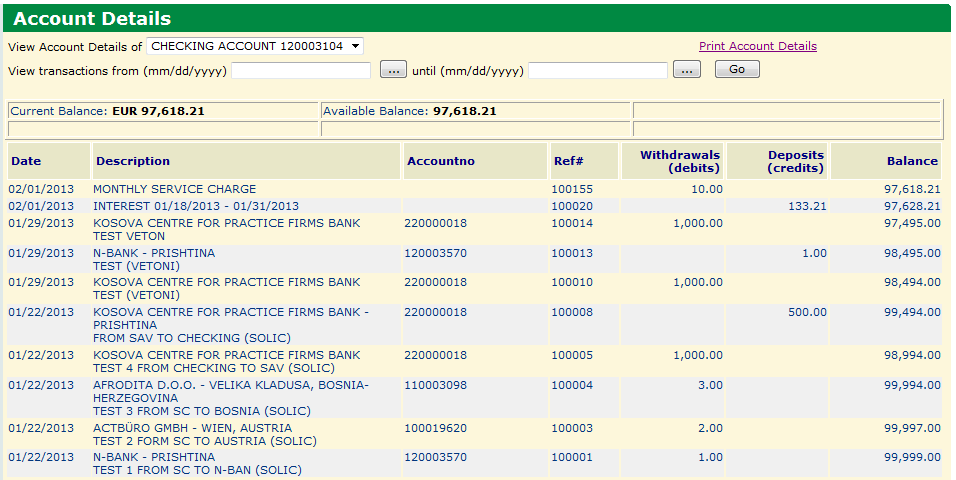 Account Details
View Account Details of CHECKING ACCOUNT 120003104 Print Account Details
View transactions from (mm/dd/yyyy) ... until (mm/dd/yyyy) ... Go
Current Balance: EUR 97,618.21 Available Balance: 97,618.21
Date Description Accountno Ref# Withdrawals (debits) Deposits (credits) Balance
02/01/2013 MONTHLY SERVICE CHARGE 100155 10.00 97,618.21
02/01/2013 INTEREST 01/18/2013 - 01/31/2013 100020 133.21 97,628.21
01/29/2013 KOSOVA CENTRE FOR PRACTICE FIRMS BANK 220000018 100014 1,000.00 97,495.00
TEST VETON
01/29/2013 N-BANK - PRISHTINA 120003570 100013 1.00 98,495.00
TEST (VETONI)
01/29/2013 KOSOVA CENTRE FOR PRACTICE FIRMS BANK 220000018 100010 1,000.00 98,494.00
TEST (VETONI)
01/22/2013 KOSOVA CENTRE FOR PRACTICE FIRMS BANK - 220000018 100008 500.00 99,494.00
PRISHTINA
FROM SAV TO CHECKING (SOLIC)
01/22/2013 KOSOVA CENTRE FOR PRACTICE FIRMS BANK 220000018 100005 1,000.00 98,994.00
TEST 4 FROM CHECKING TO SAV (SOLIC)
01/22/2013 AFRODITA D.O.O. - VELIKA KLADUSA, BOSNIA- 110003098 100004 3.00 99,994.00
HERZEGOVINA
TEST 3 FROM SC TO BOSNIA (SOLIC)
01/22/2013 ACTBÜRO GMBH - WIEN, AUSTRIA 100019620 100003 2.00 99,997.00
TEST 2 FORM SC TO AUSTRIA (SOLIC)
01/22/2013 N-BANK - PRISHTINA 120003570 100001 1.00 99,999.00
TEST 1 FROM SC TO N-BAN (SOLIC)